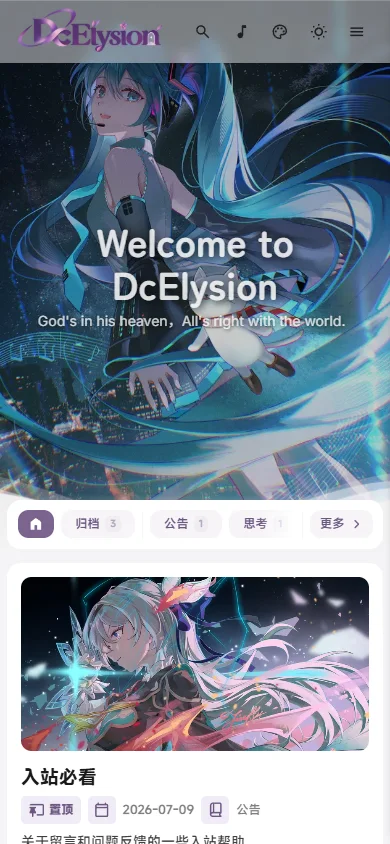 DcElysion
Welcome to
DcElysion
God's in his heaven，All's right with the world.
归档 3 公告 1 思考 1 更多
入站必看
置顶 2026-07-09 公告
关于留言和问题反馈的一些入站帮助